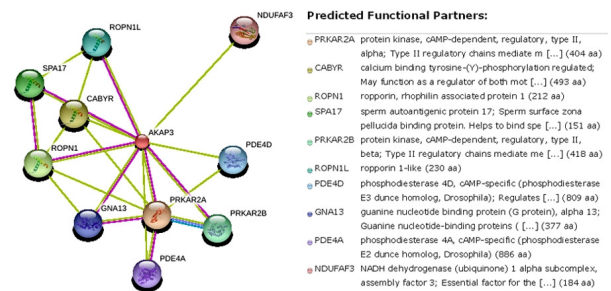 ROPN1L
NDUFAF3
SPA17
CABYR
AKAP3
ROPN1
PDE4D
PRKAR2A
GNA13
PRKAR2B
PDE4A
Predicted Functional Partners:
PRKAR2A protein kinase, cAMP-dependent, regulatory, type II,
alpha; Type II regulatory chains mediate m [...] (404 aa)
CABYR calcium binding tyrosine-(Y)-phosphorylation regulated;
May function as a regulator of both mot [...] (493 aa)
ROPN1 ropporin, rhophilin associated protein 1 (212 aa)
SPA17 sperm autoantigenic protein 17; Sperm surface zona
pellucida binding protein. Helps to bind spe [...] (151 aa)
PRKAR2B protein kinase, cAMP-dependent, regulatory, type II,
beta; Type II regulatory chains mediate me [...] (418 aa)
ROPN1L ropporin 1-like (230 aa)
PDE4D phosphodiesterase 4D, cAMP-specific (phosphodiesterase
E3 dunce homolog, Drosophila); Regulates [...] (809 aa)
GNA13 guanine nucleotide binding protein (G protein), alpha 13;
Guanine nucleotide-binding proteins ( [...] (377 aa)
PDE4A phosphodiesterase 4A, cAMP-specific (phosphodiesterase
E2 dunce homolog, Drosophila) (886 aa)
NDUFAF3 NADH dehydrogenase (ubiquinone) 1 alpha subcomplex,
assembly factor 3; Essential factor for the [...] (184 aa)